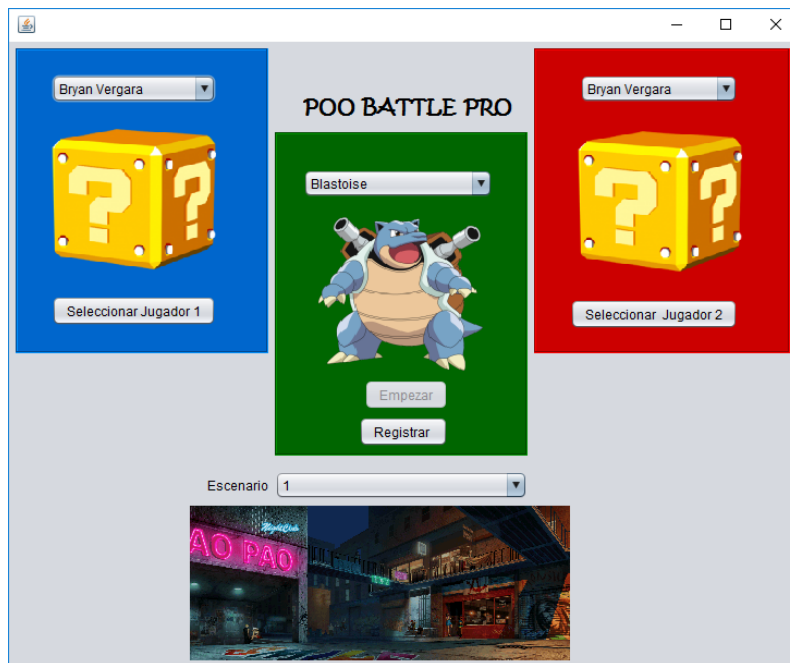 Bryan Vergara
Bryan Vergara
POO BATTLE PRO
Blastoise
?
?
?
?
Seleccionar Jugador 1
Seleccionar Jugador 2
Empezar
Registrar
Escenario 1
NightClub
AO PAO